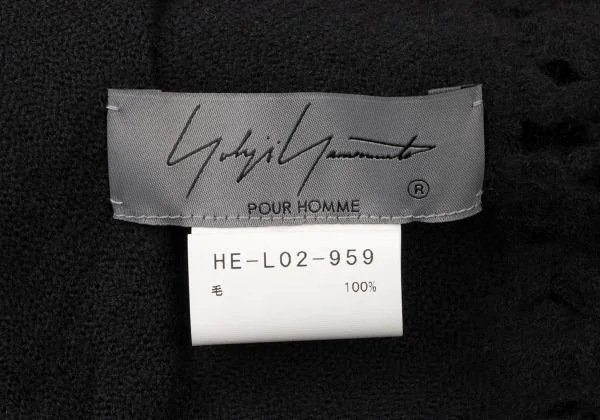 Yohji Yamamoto
®
POUR HOMME
HE-L02-959
毛 100%